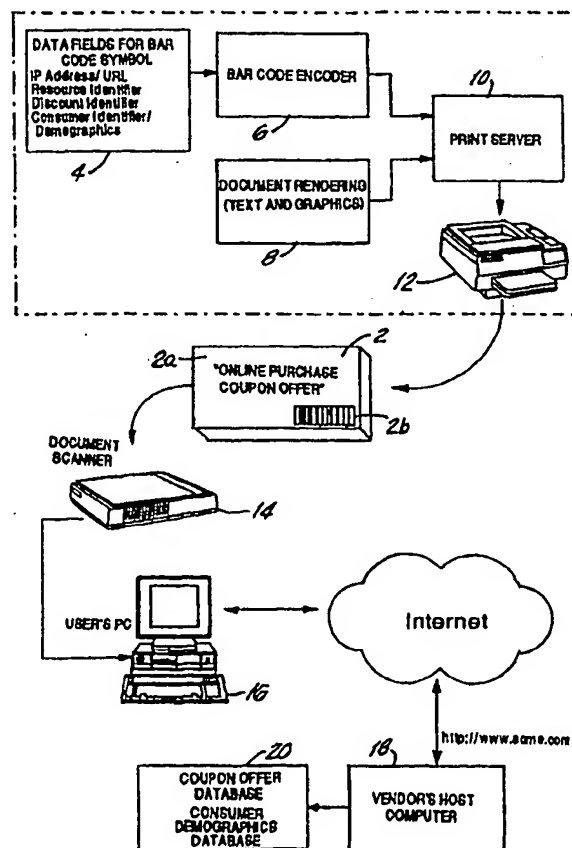 DATA FIELDS FOR BAR
CODE SYMBOL
IP Address/ URL
Resource Identifier
Discount Identifier
Consumer Identifier/
Demographics
4
BAR CODE ENCODER
6
DOCUMENT RENDERING
(TEXT AND GRAPHICS)
8
10
PRINT SERVER
12
2a
2
"ONLINE PURCHASE
COUPON OFFER"
2b
DOCUMENT
SCANNER
14
USER'S PC
16
Internet
http://www.acme.com
18
VENDOR'S HOST
COMPUTER
20
COUPON OFFER
DATABASE
CONSUMER
DEMOGRAPHICS
DATABASE